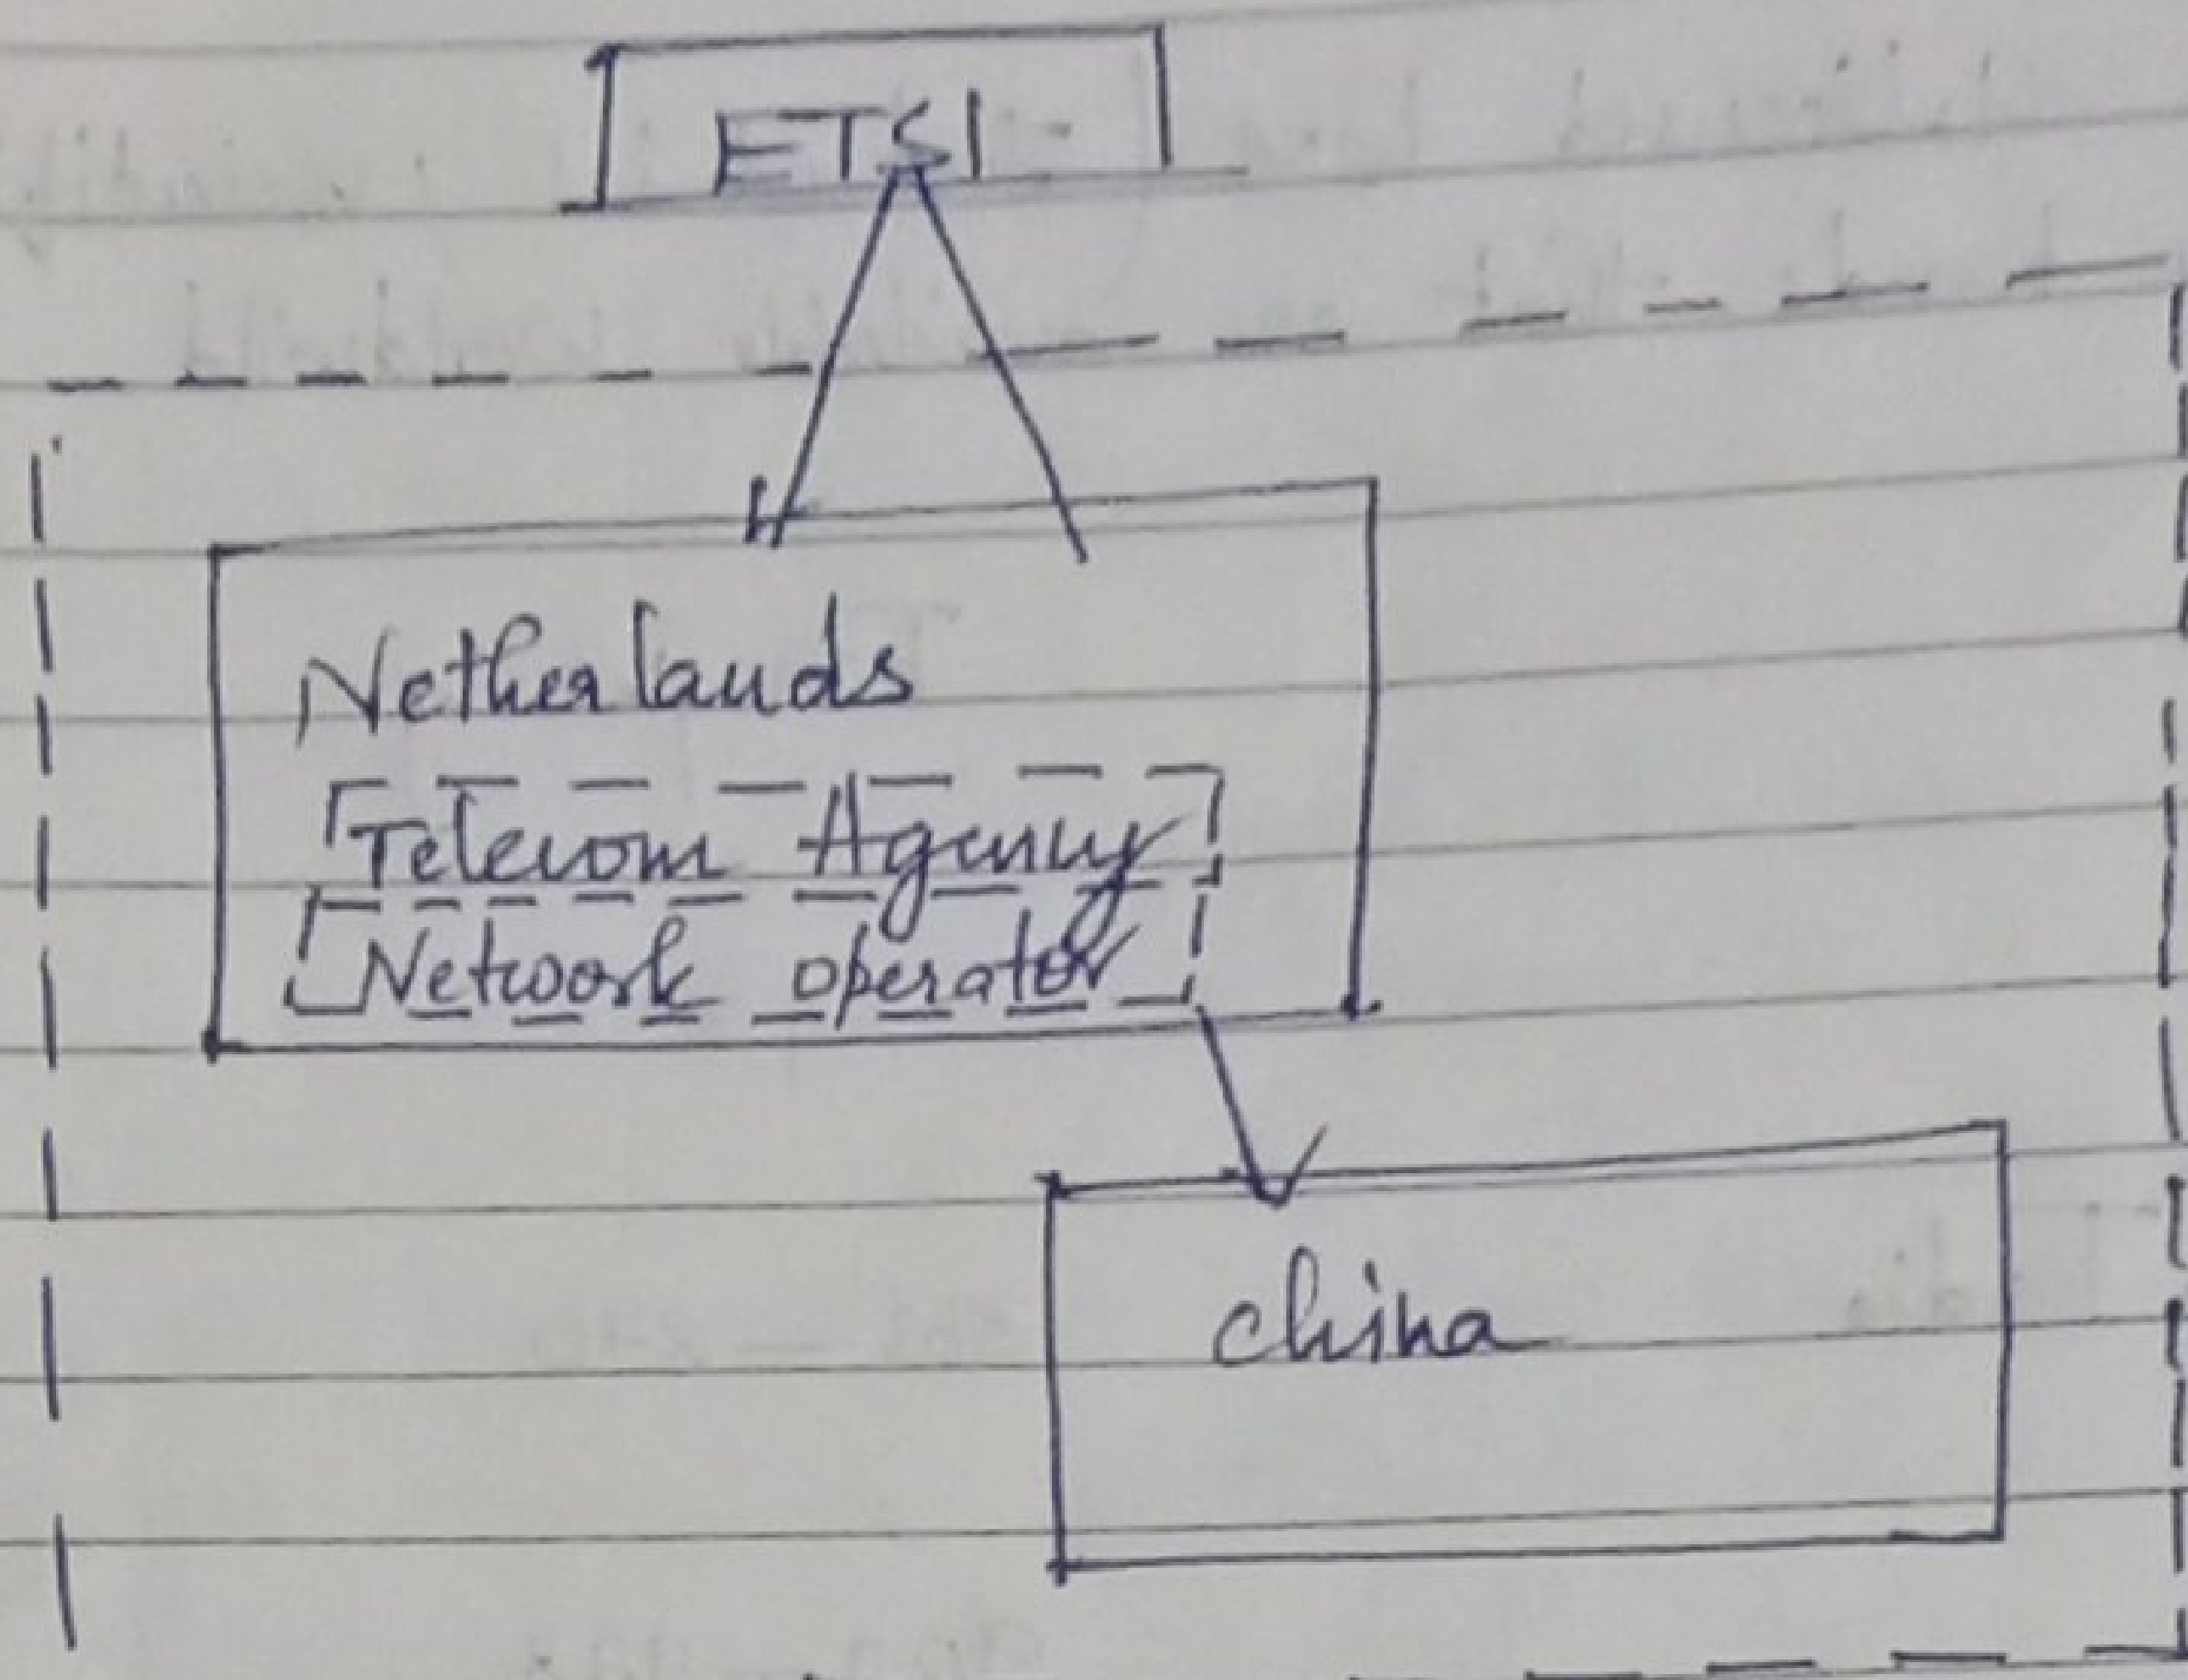 ETSI
Netherlands
Telecom Agency
Network operator
china